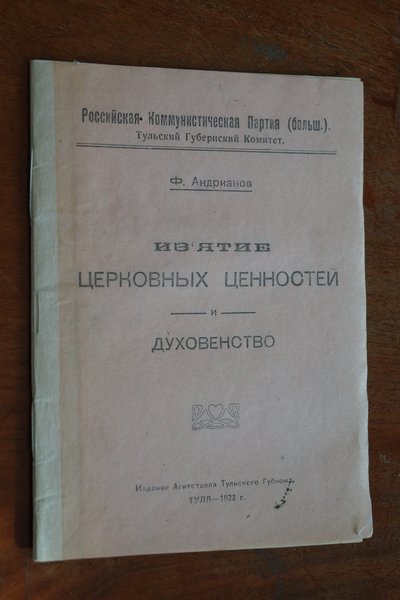 Российская Коммунистическая Партия (больш.).
Тульский Губернский Комитет.
Ф. Андрианов
ИЗ'ЯТИЕ
ЦЕРКОВНЫХ ЦЕННОСТЕЙ
и
ДУХОВЕНСТВО
Издание Агитотдела Тульского Губкома.
ТУЛА—1922 г.